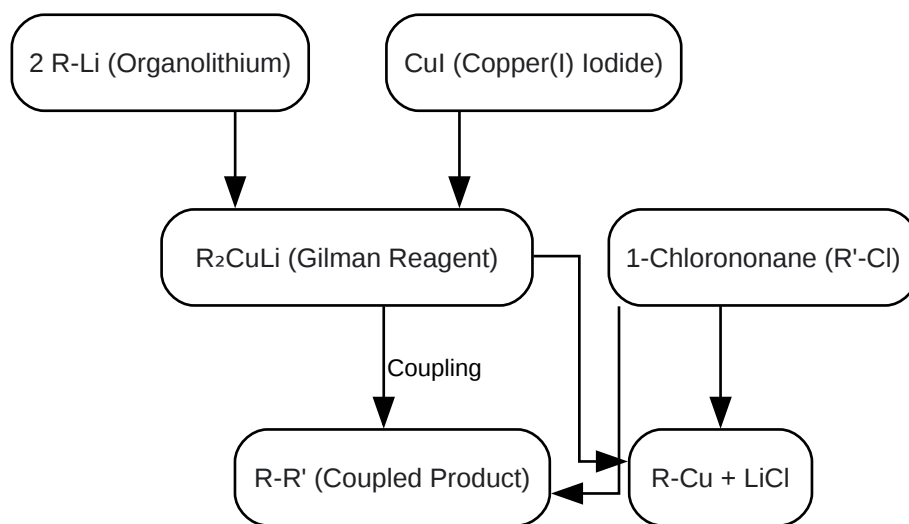 2 R-Li (Organolithium)
CuI (Copper(I) Iodide)
R₂CuLi (Gilman Reagent)
1-Chlorononane (R'-Cl)
Coupling
R-R' (Coupled Product)
R-Cu + LiCl